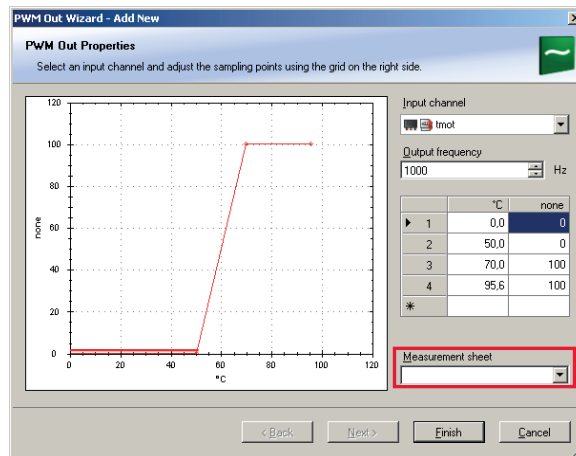 PWM Out Wizard - Add New
PWM Out Properties
Select an input channel and adjust the sampling points using the grid on the right side.
120
100
80
60
40
20
0
none
0 20 40 60 80 100 120
°C
Input channel
tmot
Output frequency
1000 Hz
°C none
1 0,0 0
2 50,0 0
3 70,0 100
4 95,6 100
*
Measurement sheet
< Back Next > Finish Cancel